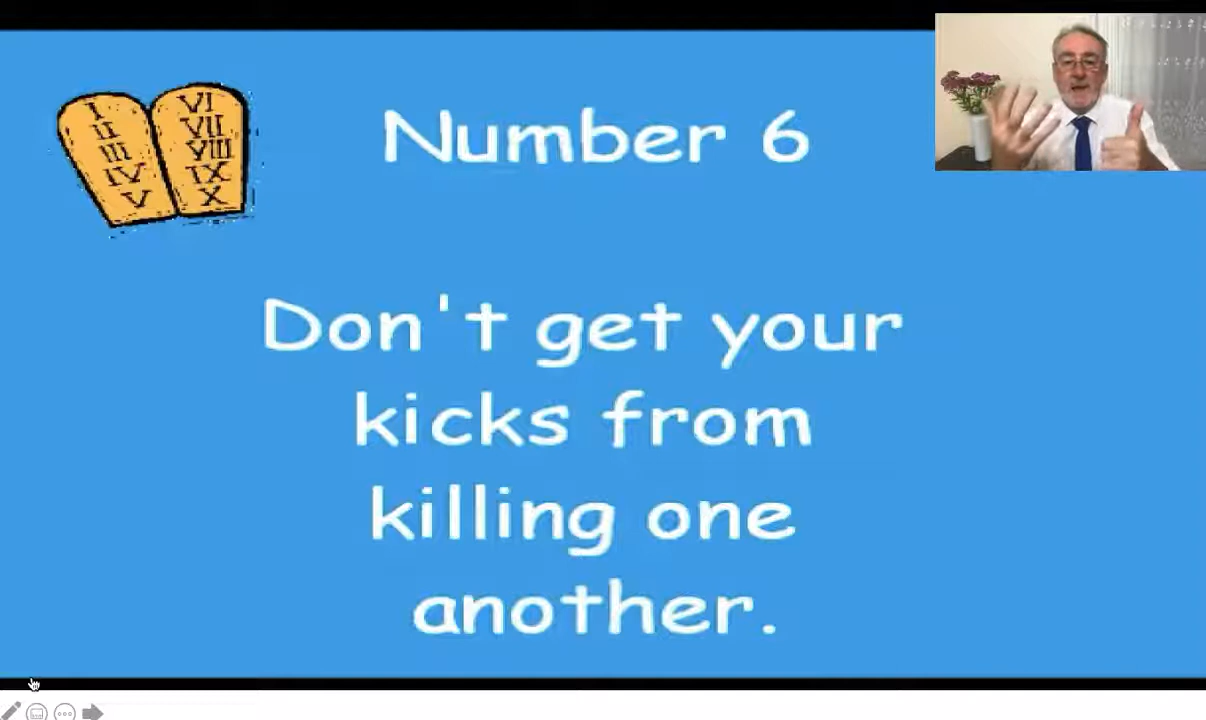 I
II
III
IV
V
VI
VII
VIII
IX
X
Number 6
Don't get your
kicks from
killing one
another.